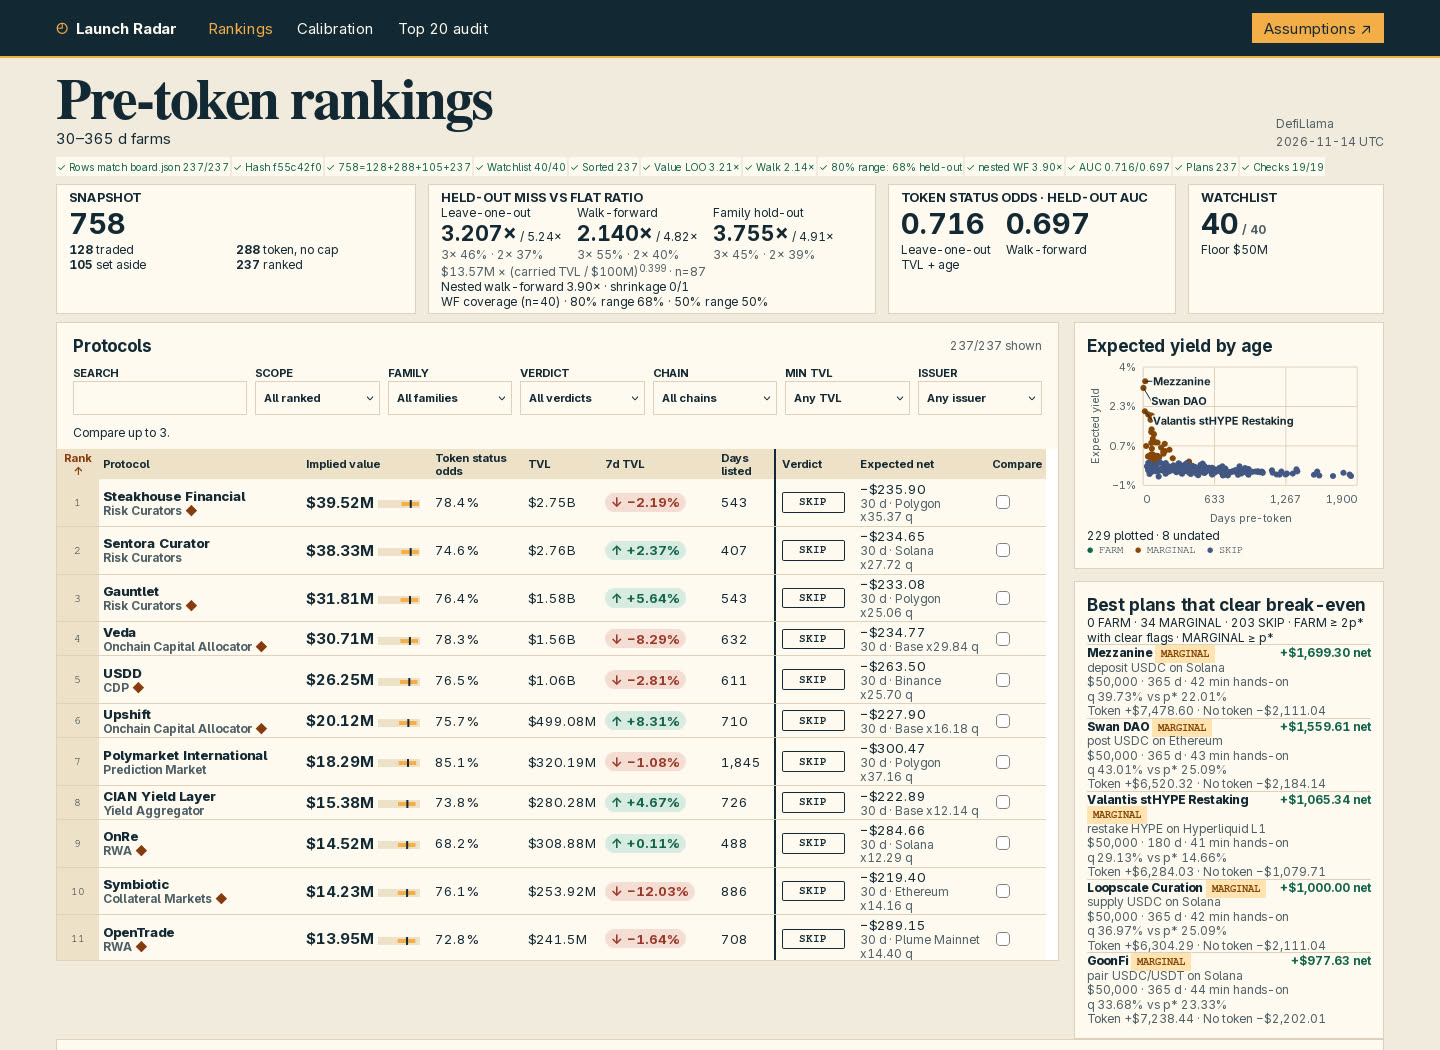 Launch Radar Rankings Calibration Top 20 audit Assumptions ↗
Pre-token rankings
30–365 d farms
DefiLlama
2026-11-14 UTC
✓ Rows match board.json 237/237 ✓ Hash f55c42f0 ✓ 758=128+288+105+237 ✓ Watchlist 40/40 ✓ Sorted 237 ✓ Value LOO 3.21× ✓ Walk 2.14× ✓ 80% range: 68% held-out ✓ nested WF 3.90× ✓ AUC 0.716/0.697 ✓ Plans 237 ✓ Checks 19/19
SNAPSHOT
758
128 traded 288 token, no cap
105 set aside 237 ranked
HELD-OUT MISS VS FLAT RATIO
Leave-one-out Walk-forward Family hold-out
3.207× / 5.24× 2.140× / 4.82× 3.755× / 4.91×
3× 46% · 2× 37% 3× 55% · 2× 40% 3× 45% · 2× 39%
$13.57M × (carried TVL / $100M)0.399 · n=87
Nested walk-forward 3.90× · shrinkage 0/1
WF coverage (n=40) · 80% range 68% · 50% range 50%
TOKEN STATUS ODDS · HELD-OUT AUC
0.716 0.697
Leave-one-out Walk-forward
TVL + age
WATCHLIST
40 / 40
Floor $50M
Protocols 237/237 shown
SEARCH SCOPE FAMILY VERDICT CHAIN MIN TVL ISSUER
All ranked All families All verdicts All chains Any TVL Any issuer
Compare up to 3.
Rank ↑ Protocol Implied value Token status odds TVL 7d TVL Days listed Verdict Expected net Compare
1 Steakhouse Financial $39.52M 78.4% $2.75B ↓ −2.19% 543 SKIP −$235.90
Risk Curators ◆ 30 d · Polygon
x35.37 q
2 Sentora Curator $38.33M 74.6% $2.76B ↑ +2.37% 407 SKIP −$234.65
Risk Curators 30 d · Solana
x27.72 q
3 Gauntlet $31.81M 76.4% $1.58B ↑ +5.64% 543 SKIP −$233.08
Risk Curators ◆ 30 d · Polygon
x25.06 q
4 Veda $30.71M 78.3% $1.56B ↓ −8.29% 632 SKIP −$234.77
Onchain Capital Allocator ◆ 30 d · Base x29.84 q
5 USDD $26.25M 76.5% $1.06B ↓ −2.81% 611 SKIP −$263.50
CDP ◆ 30 d · Binance
x25.70 q
6 Upshift $20.12M 75.7% $499.08M ↑ +8.31% 710 SKIP −$227.90
Onchain Capital Allocator ◆ 30 d · Base x16.18 q
7 Polymarket International $18.29M 85.1% $320.19M ↓ −1.08% 1,845 SKIP −$300.47
Prediction Market 30 d · Polygon
x37.16 q
8 CIAN Yield Layer $15.38M 73.8% $280.28M ↑ +4.67% 726 SKIP −$222.89
Yield Aggregator 30 d · Base x12.14 q
9 OnRe $14.52M 68.2% $308.88M ↑ +0.11% 488 SKIP −$284.66
RWA ◆ 30 d · Solana
x12.29 q
10 Symbiotic $14.23M 76.1% $253.92M ↓ −12.03% 886 SKIP −$219.40
Collateral Markets ◆ 30 d · Ethereum
x14.16 q
11 OpenTrade $13.95M 72.8% $241.5M ↓ −1.64% 708 SKIP −$289.15
RWA ◆ 30 d · Plume Mainnet
x14.40 q
Expected yield by age
4%
2.3%
0.7%
−1%
Expected yield
Mezzanine
Swan DAO
Valantis stHYPE Restaking
0 633 1,267 1,900
Days pre-token
229 plotted · 8 undated
● FARM ● MARGINAL ● SKIP
Best plans that clear break-even
0 FARM · 34 MARGINAL · 203 SKIP · FARM ≥ 2p*
with clear flags · MARGINAL ≥ p*
Mezzanine MARGINAL +$1,699.30 net
deposit USDC on Solana
$50,000 · 365 d · 42 min hands-on
q 39.73% vs p* 22.01%
Token +$7,478.60 · No token −$2,111.04
Swan DAO MARGINAL +$1,559.61 net
post USDC on Ethereum
$50,000 · 365 d · 43 min hands-on
q 43.01% vs p* 25.09%
Token +$6,520.32 · No token −$2,184.14
Valantis stHYPE Restaking +$1,065.34 net
MARGINAL
restake HYPE on Hyperliquid L1
$50,000 · 180 d · 41 min hands-on
q 29.13% vs p* 14.66%
Token +$6,284.03 · No token −$1,079.71
Loopscale Curation MARGINAL +$1,000.00 net
supply USDC on Solana
$50,000 · 365 d · 42 min hands-on
q 36.97% vs p* 25.09%
Token +$6,304.29 · No token −$2,111.04
GoonFi MARGINAL +$977.63 net
pair USDC/USDT on Solana
$50,000 · 365 d · 44 min hands-on
q 33.68% vs p* 23.33%
Token +$7,238.44 · No token −$2,202.01